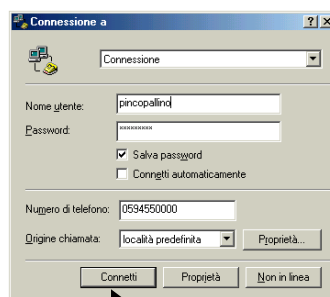 Connessione a
Connessione
Nome utente: pincopallino
Password: xxxxxxxxx
Salva password
Connetti automaticamente
Numero di telefono: 0594550000
Origine chiamata: località predefinita Proprietà...
Connetti Proprietà Non in linea